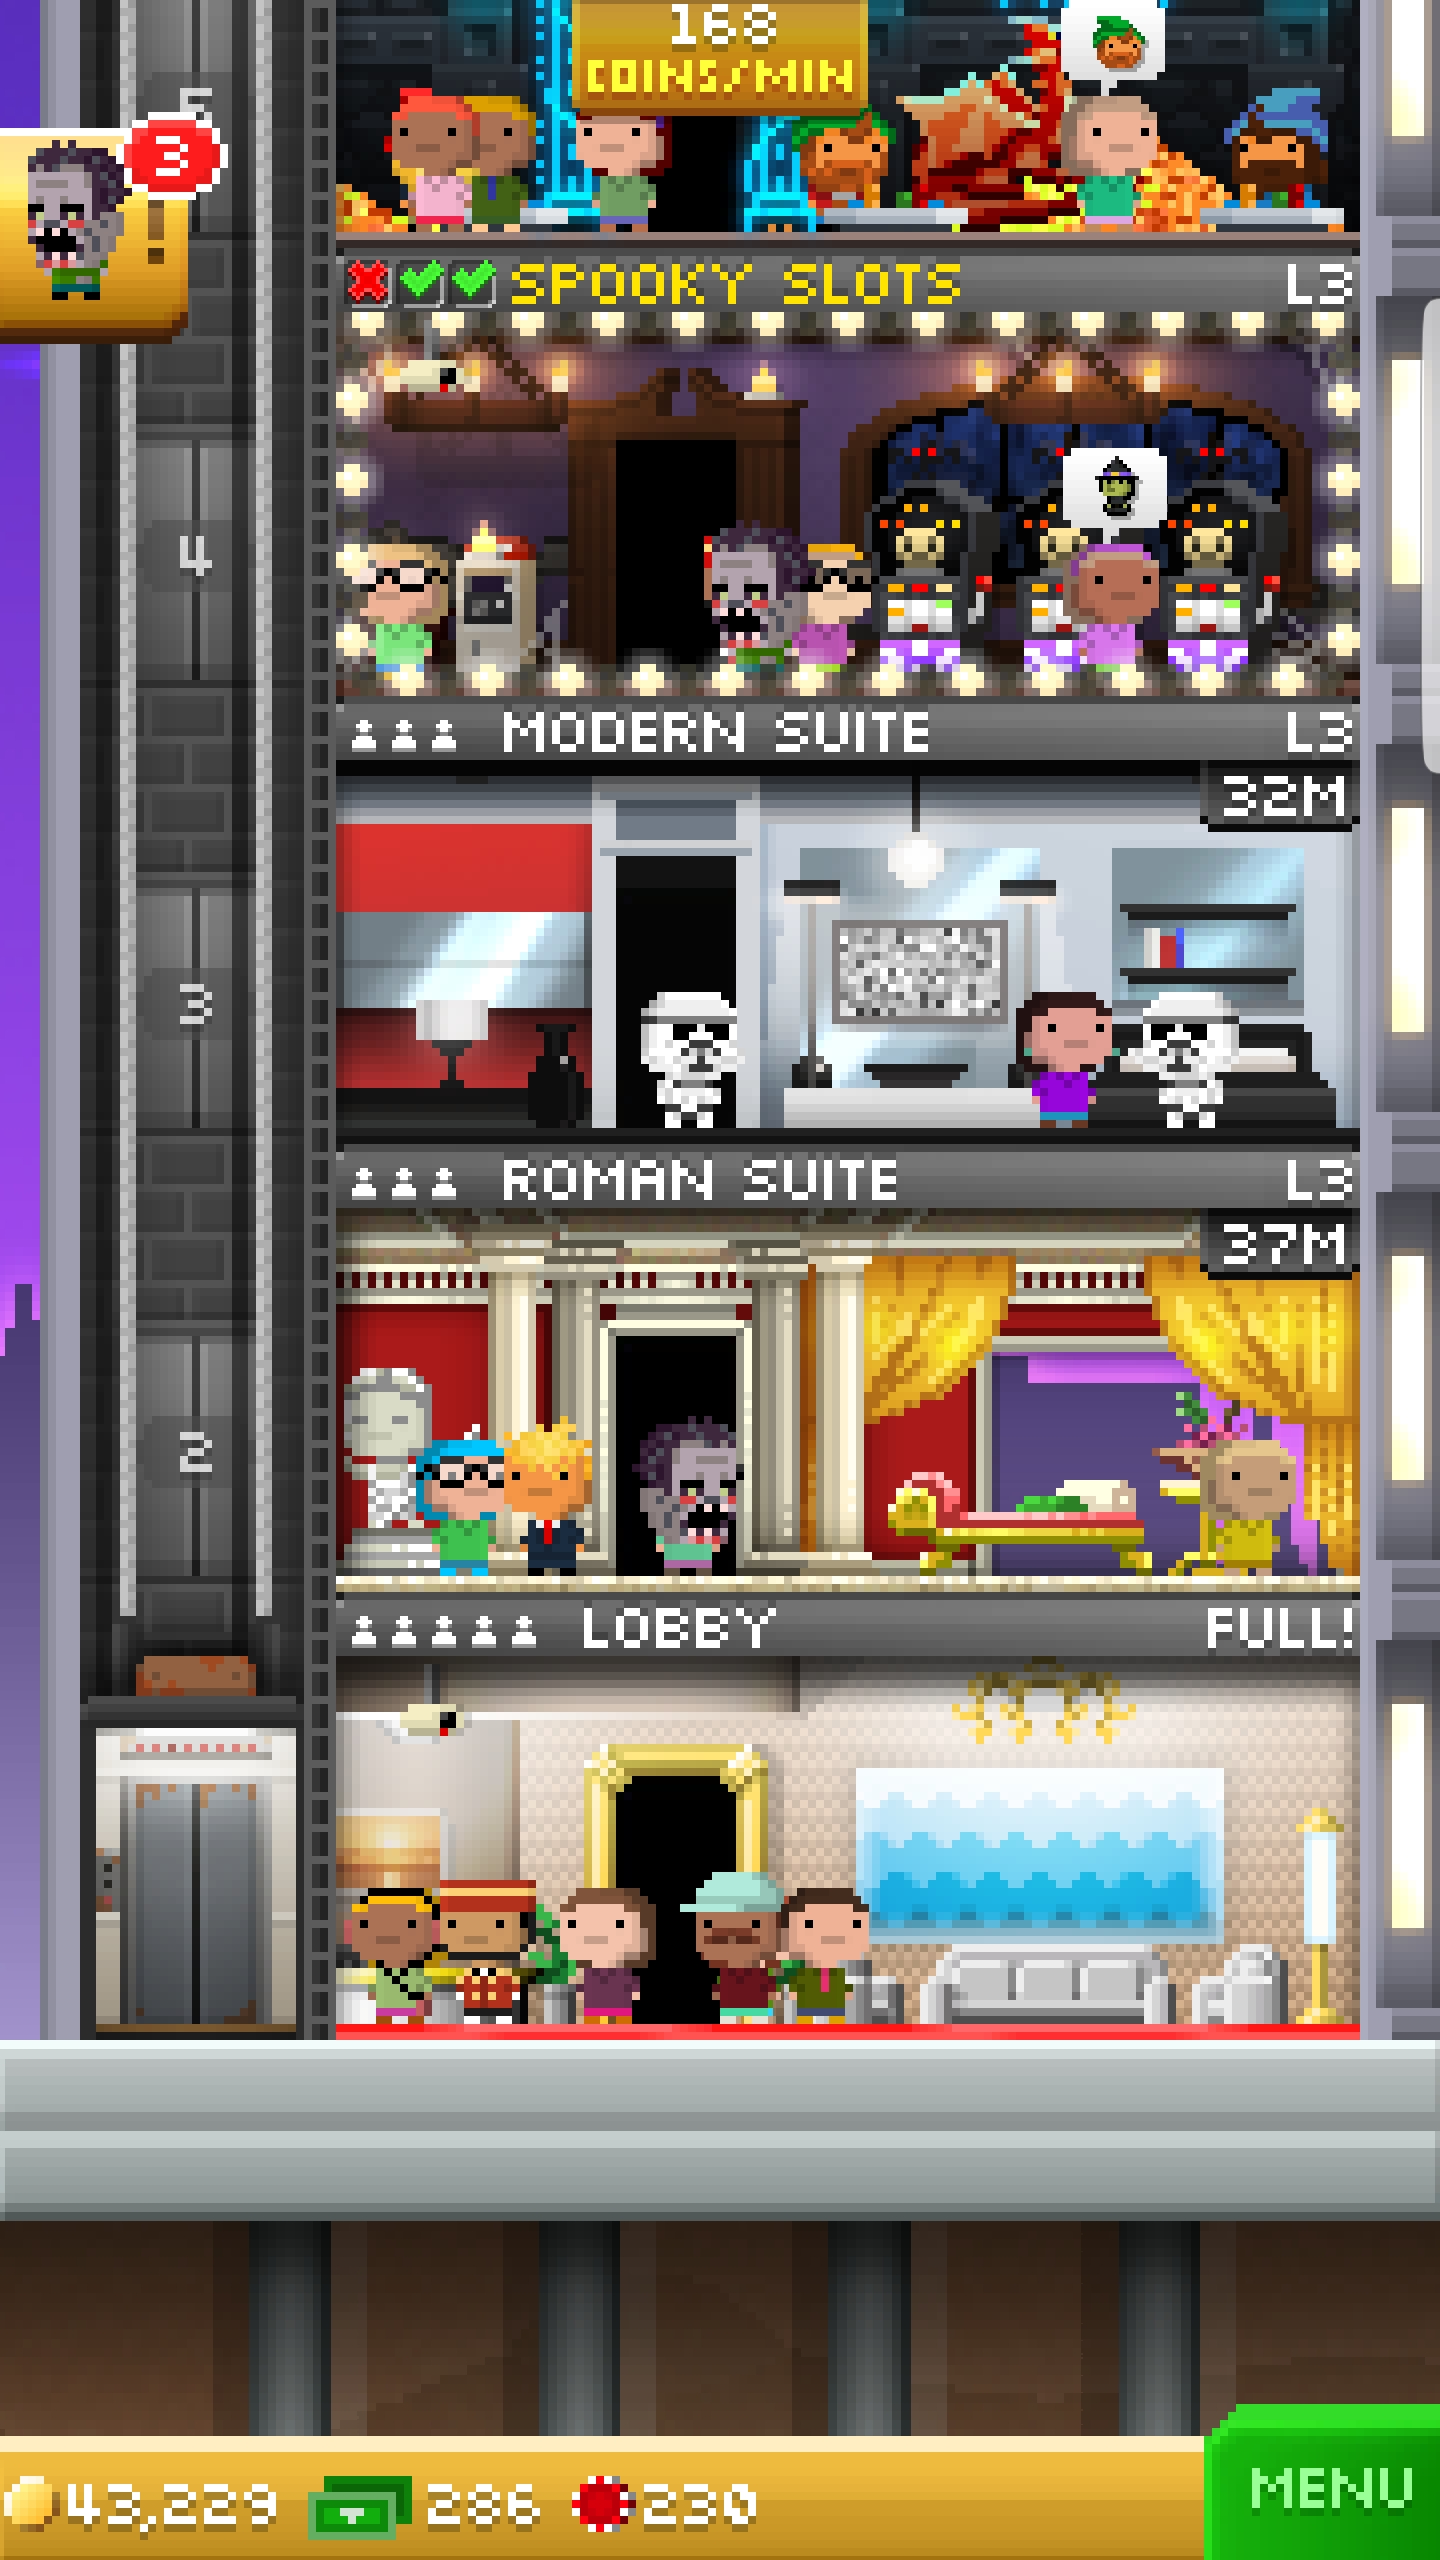 168
COINS/MIN
5
3
!
SPOOKY SLOTS L3
4
MODERN SUITE L3
32M
3
ROMAN SUITE L3
37M
2
LOBBY FULL!
43,229 286 230
MENU